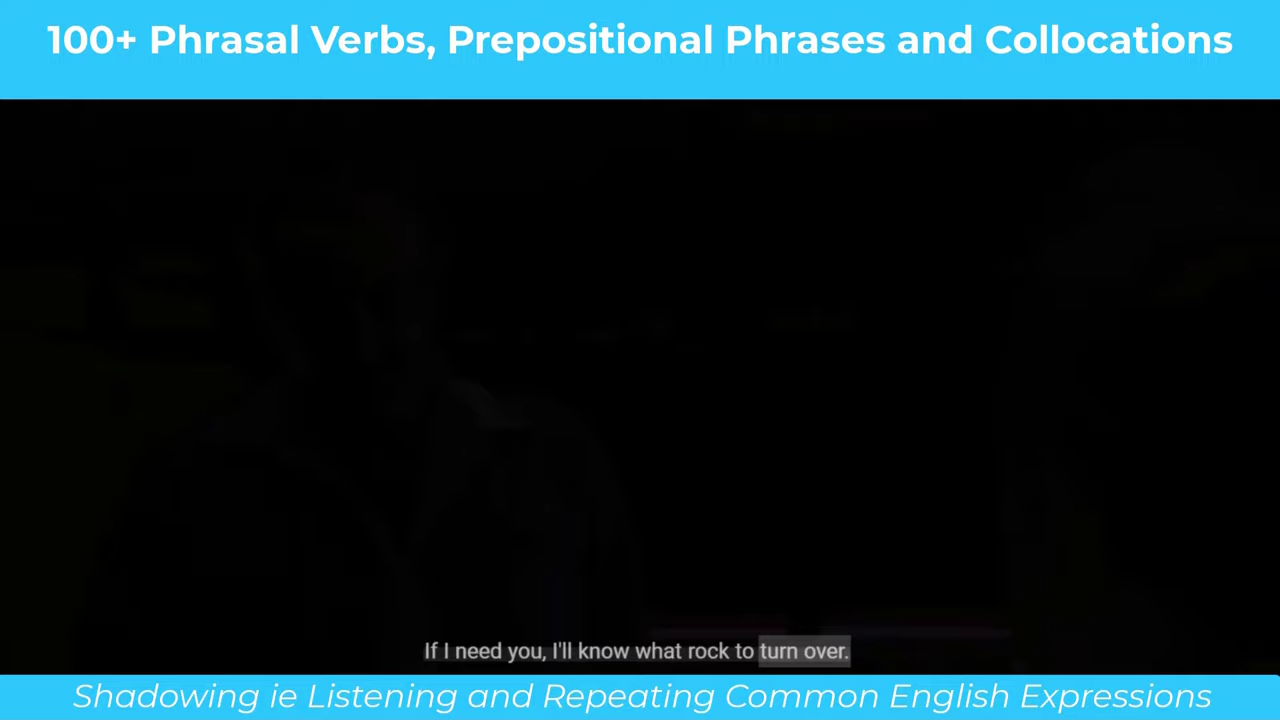 100+ Phrasal Verbs, Prepositional Phrases and Collocations
If I need you, I'll know what rock to turn over.
Shadowing ie Listening and Repeating Common English Expressions